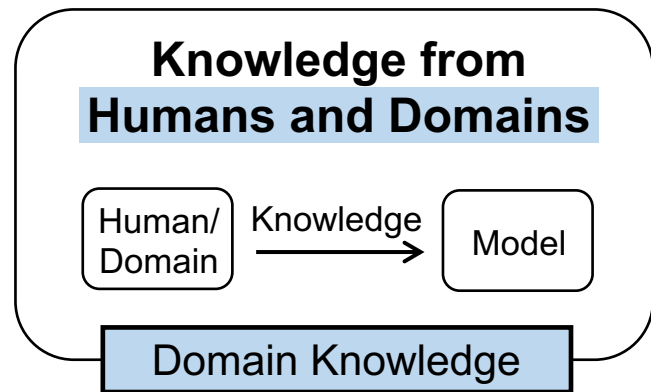 Knowledge from
Humans and Domains
Human/
Domain
Knowledge
Model
Domain Knowledge